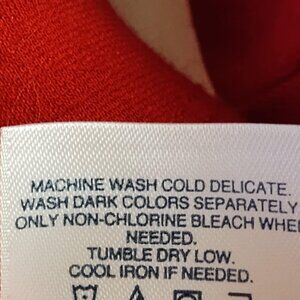 MACHINE WASH COLD DELICATE.
WASH DARK COLORS SEPARATELY
ONLY NON-CHLORINE BLEACH WHE
NEEDED.
TUMBLE DRY LOW.
COOL IRON IF NEEDED.